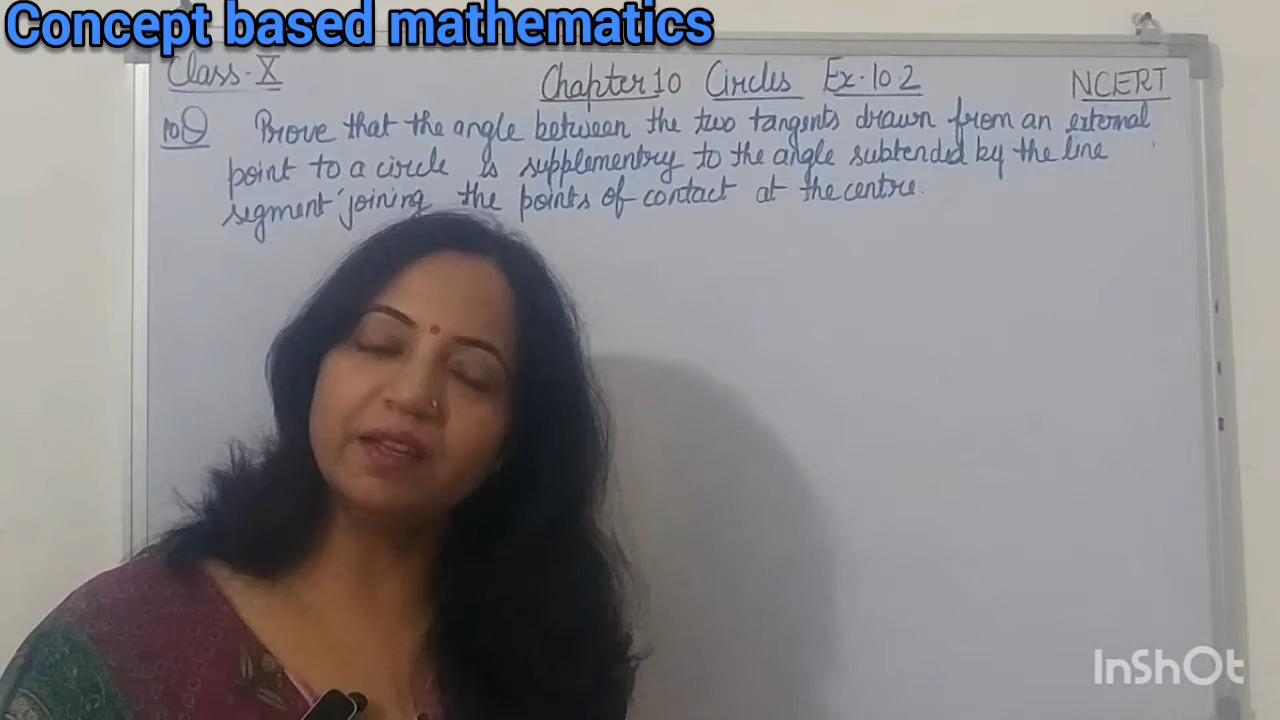 Concept based mathematics
Class-X Chapter 10 Circles Ex-10.2 NCERT
10Q Prove that the angle between the two tangents drawn from an external
point to a circle is supplementry to the angle subtended by the line
segment joining the points of contact at the centre.
InShOt